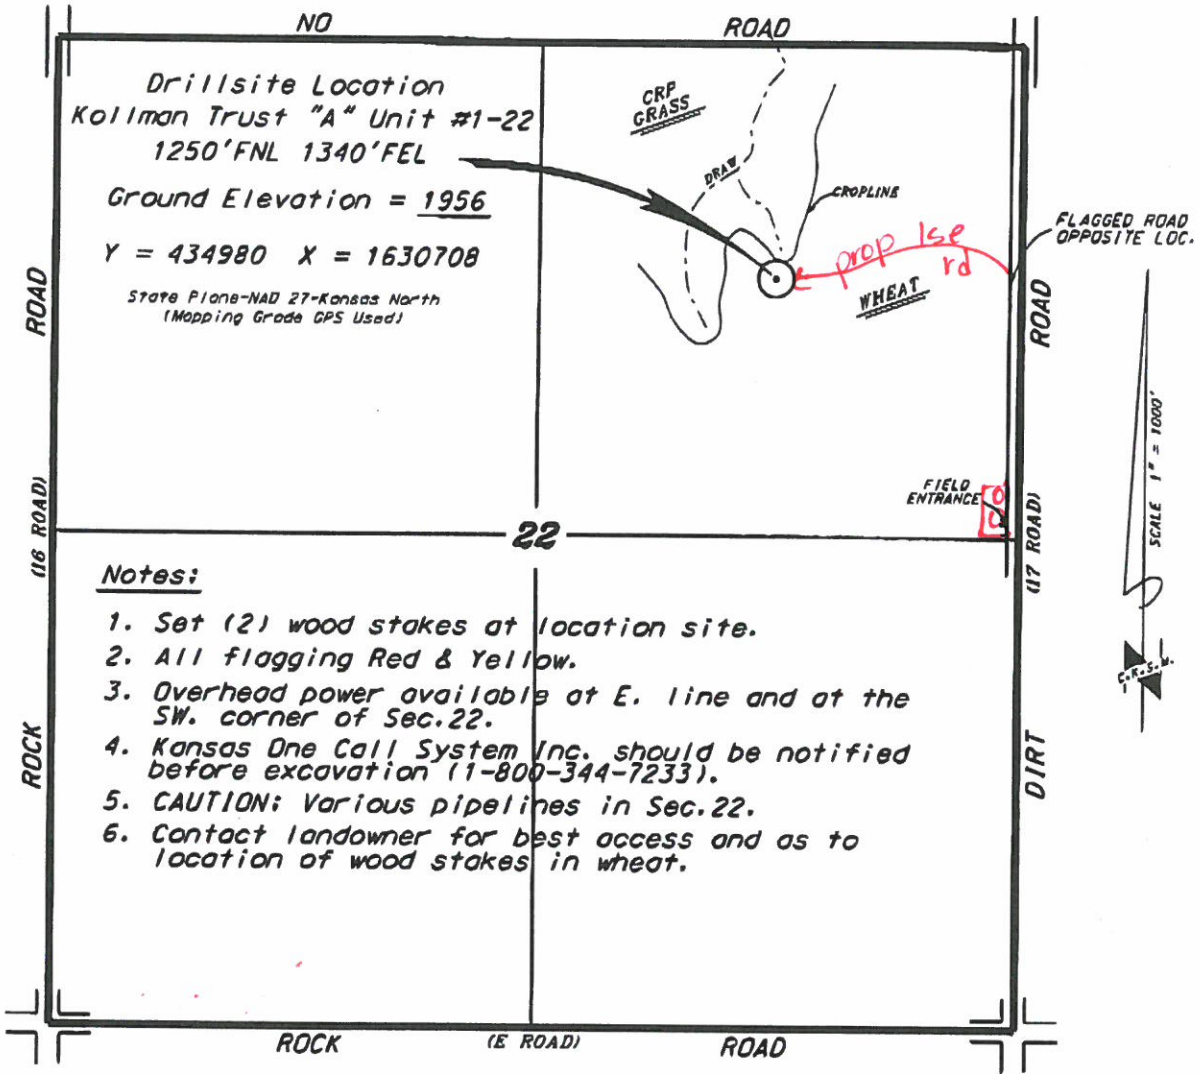 NO ROAD
Drillsite Location
Kollman Trust "A" Unit #1-22
1250'FNL 1340'FEL
Ground Elevation = 1956
Y = 434980 X = 1630708
State Plane-NAD 27-Kansas North
(Mapping Grade GPS Used)
CRP
GRASS
DRAW
CROPLINE
FLAGGED ROAD
OPPOSITE LOC.
prop lse
rd
WHEAT
ROAD
ROAD
SCALE 1" = 1000'
FIELD
ENTRANCE
(16 ROAD)
(17 ROAD)
22
Notes:
1. Set (2) wood stakes at location site.
2. All flagging Red & Yellow.
3. Overhead power available at E. line and at the
SW. corner of Sec.22.
4. Kansas One Call System Inc. should be notified
before excavation (1-800-344-7233).
5. CAUTION: Various pipelines in Sec.22.
6. Contact landowner for best access and as to
location of wood stakes in wheat.
C.K.S.M.
ROCK
DIRT
ROCK (E ROAD) ROAD